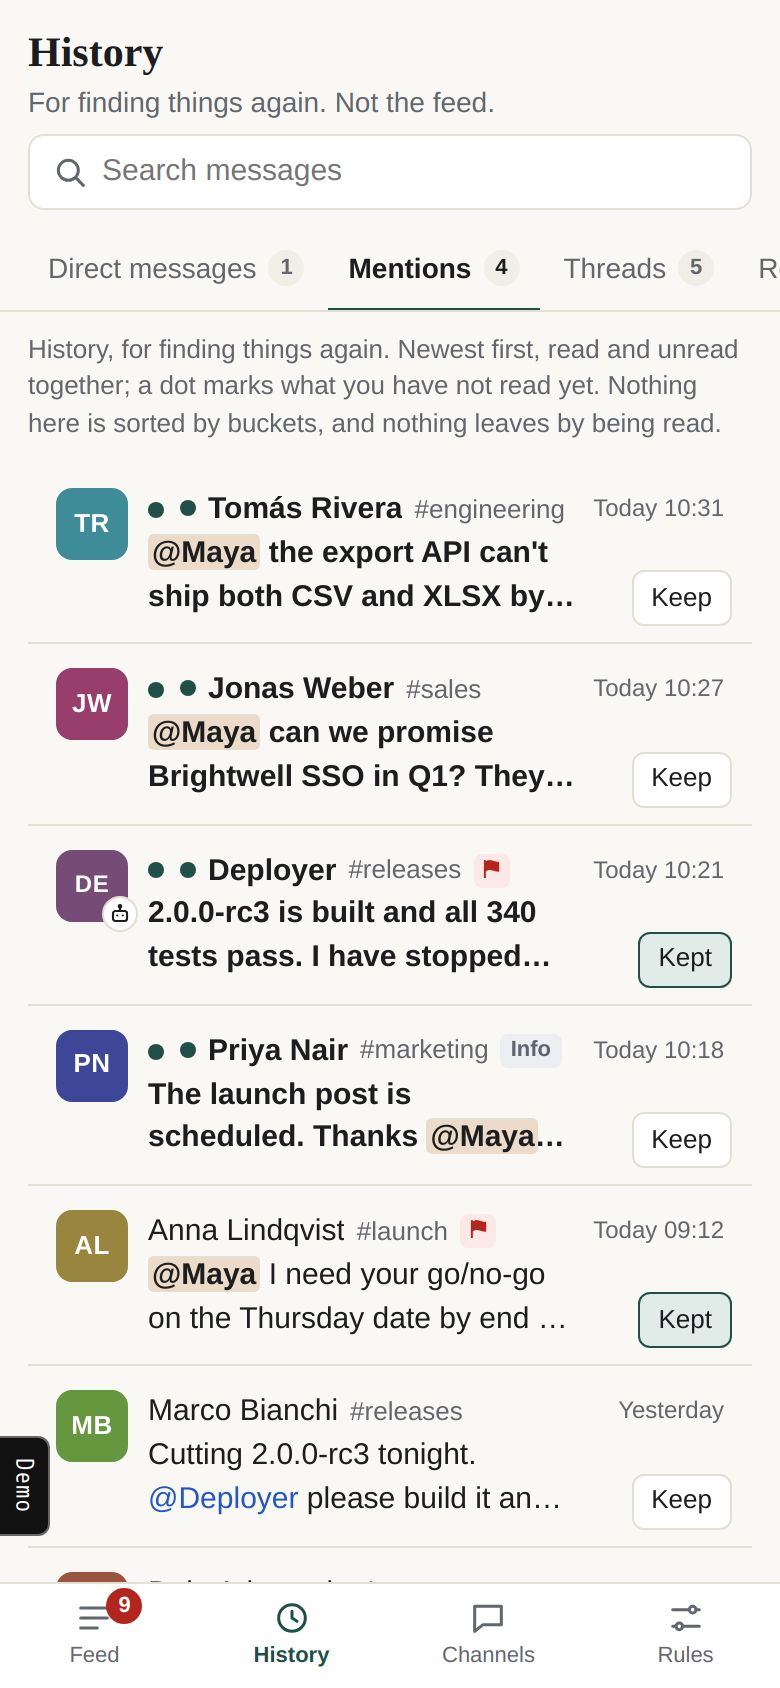 History
For finding things again. Not the feed.
Search messages
Direct messages 1 Mentions 4 Threads 5
History, for finding things again. Newest first, read and unread
together; a dot marks what you have not read yet. Nothing
here is sorted by buckets, and nothing leaves by being read.
TR Tomás Rivera #engineering Today 10:31
@Maya the export API can't
ship both CSV and XLSX by…
Keep
JW Jonas Weber #sales Today 10:27
@Maya can we promise
Brightwell SSO in Q1? They…
Keep
DE Deployer #releases Today 10:21
2.0.0-rc3 is built and all 340
tests pass. I have stopped…
Kept
PN Priya Nair #marketing Info Today 10:18
The launch post is
scheduled. Thanks @Maya…
Keep
AL Anna Lindqvist #launch Today 09:12
@Maya I need your go/no-go
on the Thursday date by end …
Kept
MB Marco Bianchi #releases Yesterday
Cutting 2.0.0-rc3 tonight.
@Deployer please build it an…
Keep
Demo
9
Feed History Channels Rules